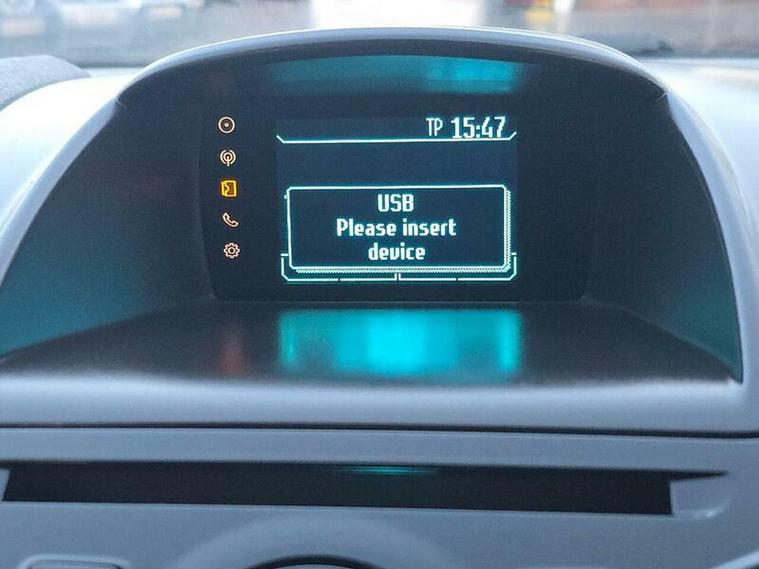 TP 15:47
USB
Please insert
device